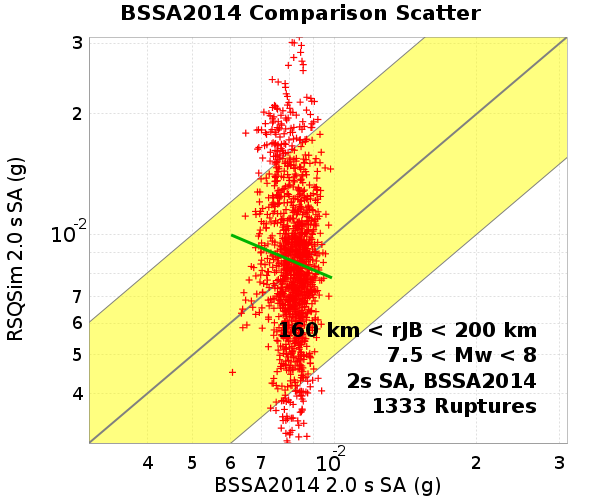 BSSA2014 Comparison Scatter
3
2
10-2
7
6
5
4
RSQSim 2.0 s SA (g)
160 km < rJB < 200 km
7.5 < Mw < 8
2s SA, BSSA2014
1333 Ruptures
4 5 6 7 10-2 2 3
BSSA2014 2.0 s SA (g)